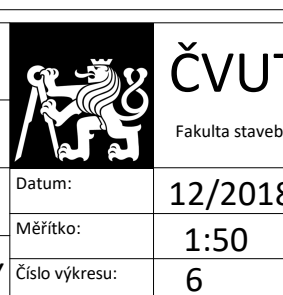 ČVUT
Fakulta staveb
Datum: 12/2018
Měřítko: 1:50
Číslo výkresu: 6